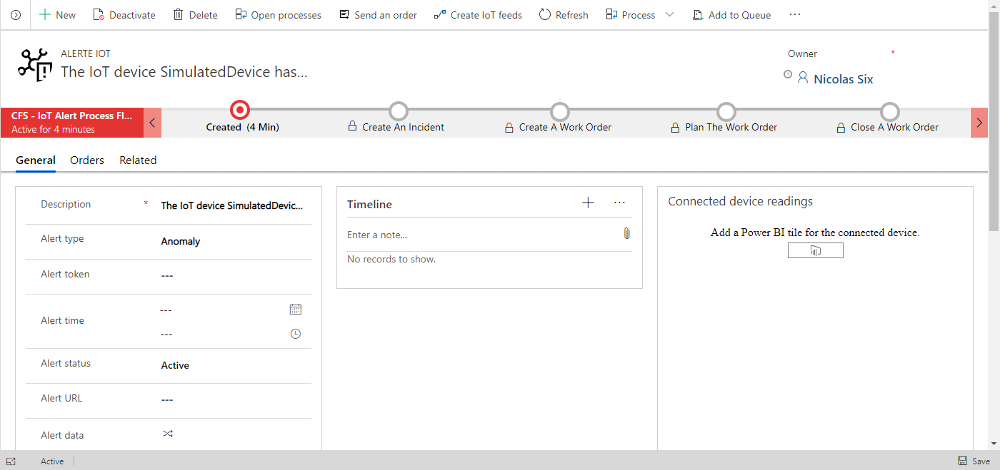 New Deactivate Delete Open processes Send an order Create IoT feeds Refresh Process Add to Queue ...
ALERTE IOT
The IoT device SimulatedDevice has...
Owner *
Nicolas Six
CFS - IoT Alert Process Fl...
Active for 4 minutes
Created (4 Min)
Create An Incident
Create A Work Order
Plan The Work Order
Close A Work Order
General Orders Related
Description * The IoT device SimulatedDevic...
Alert type Anomaly
Alert token ---
Alert time ---
---
Alert status Active
Alert URL ---
Alert data
Timeline ...
Enter a note...
No records to show.
Connected device readings
Add a Power BI tile for the connected device.
Active
Save